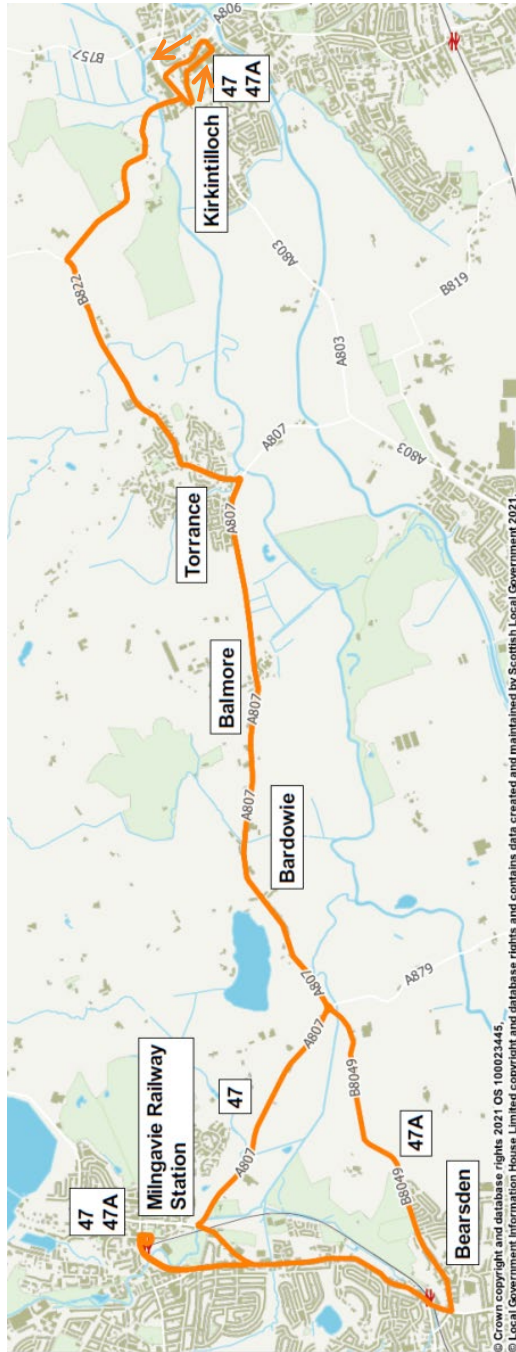 47
47A
Milngavie Railway
Station
47
A807
A807
A807
B8049
47A
B8049
Bearsden
A879
Bardowie
A807
Balmore
A807
Torrance
A807
A807
A803
A803
A803
B822
Kirkintilloch
47
47A
B157
A806
B819
© Crown copyright and database rights 2021 OS 100023445,
© Local Government Information House Limited copyright and database rights and contains data created and maintained by Scottish Local Government 2021.